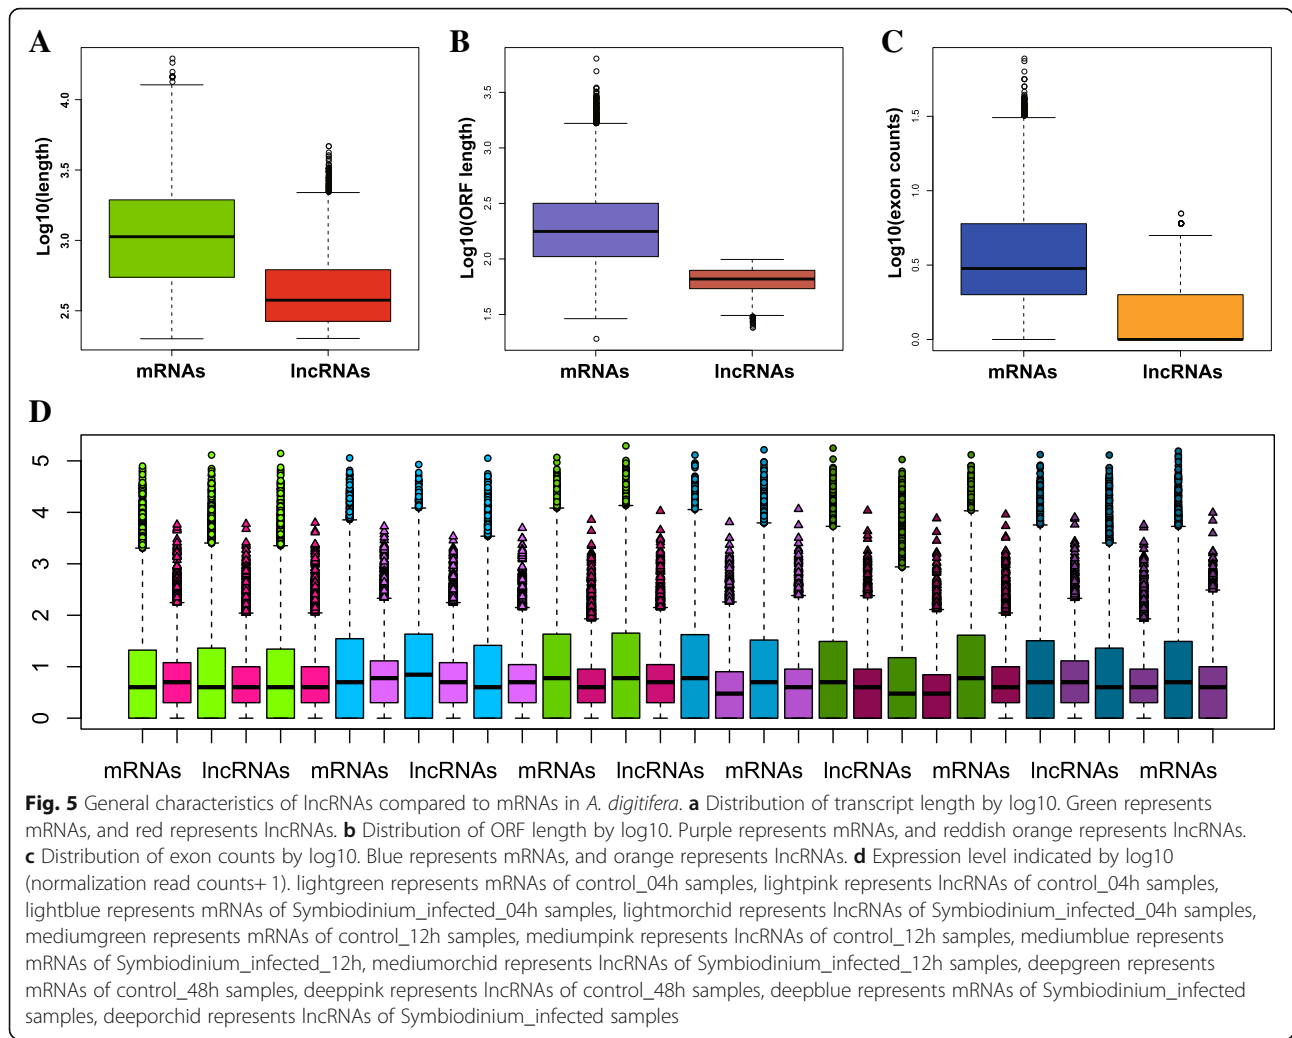 A
B
C
Log10(length)
4.0
3.5
3.0
2.5
mRNAs
lncRNAs
Log10(ORF length)
3.5
3.0
2.5
2.0
1.5
mRNAs
lncRNAs
Log10(exon counts)
1.5
1.0
0.5
0.0
mRNAs
lncRNAs
D
5
4
3
2
1
0
mRNAs lncRNAs mRNAs lncRNAs mRNAs lncRNAs mRNAs lncRNAs mRNAs lncRNAs mRNAs
Fig. 5 General characteristics of lncRNAs compared to mRNAs in A. digitifera. a Distribution of transcript length by log10. Green represents
mRNAs, and red represents lncRNAs. b Distribution of ORF length by log10. Purple represents mRNAs, and reddish orange represents lncRNAs.
c Distribution of exon counts by log10. Blue represents mRNAs, and orange represents lncRNAs. d Expression level indicated by log10
(normalization read counts+ 1). lightgreen represents mRNAs of control_04h samples, lightpink represents lncRNAs of control_04h samples,
lightblue represents mRNAs of Symbiodinium_infected_04h samples, lightmorchid represents lncRNAs of Symbiodinium_infected_04h samples,
mediumgreen represents mRNAs of control_12h samples, mediumpink represents lncRNAs of control_12h samples, mediumblue represents
mRNAs of Symbiodinium_infected_12h, mediumorchid represents lncRNAs of Symbiodinium_infected_12h samples, deepgreen represents
mRNAs of control_48h samples, deeppink represents lncRNAs of control_48h samples, deepblue represents mRNAs of Symbiodinium_infected
samples, deeporchid represents lncRNAs of Symbiodinium_infected samples